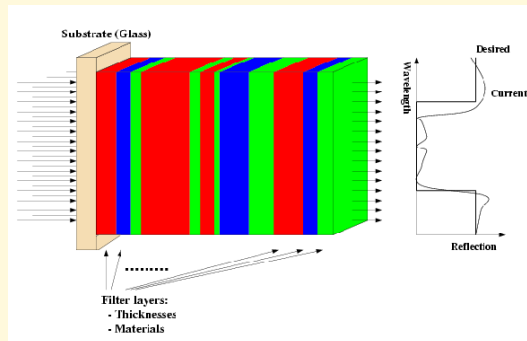 Substrate (Glass)
Desired
Current
Wavelength
Reflection
Filter layers:
- Thicknesses
- Materials